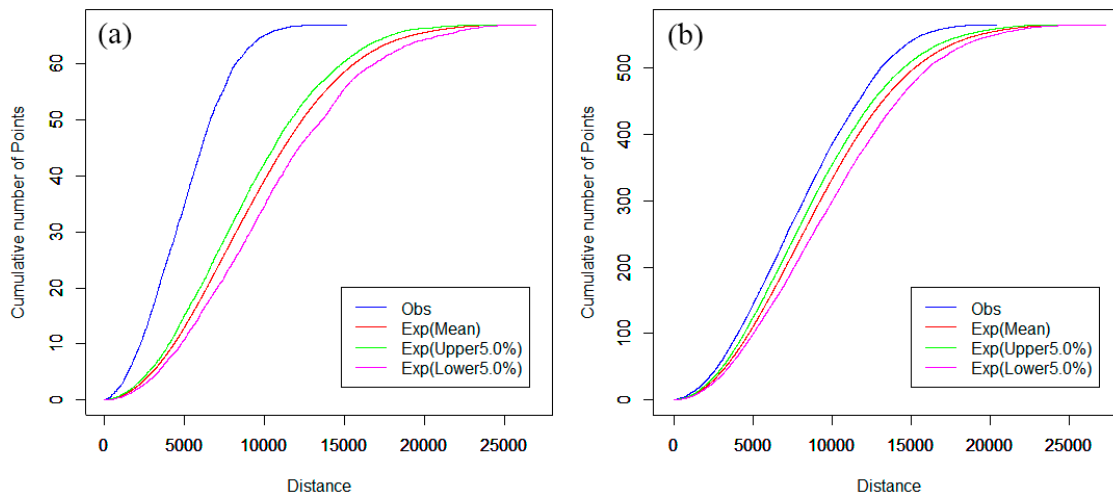 (a)
Cumulative number of Points
60
50
40
30
20
10
0
Obs
Exp(Mean)
Exp(Upper5.0%)
Exp(Lower5.0%)
0 5000 10000 15000 20000 25000
Distance
(b)
Cumulative number of Points
500
400
300
200
100
0
Obs
Exp(Mean)
Exp(Upper5.0%)
Exp(Lower5.0%)
0 5000 10000 15000 20000 25000
Distance